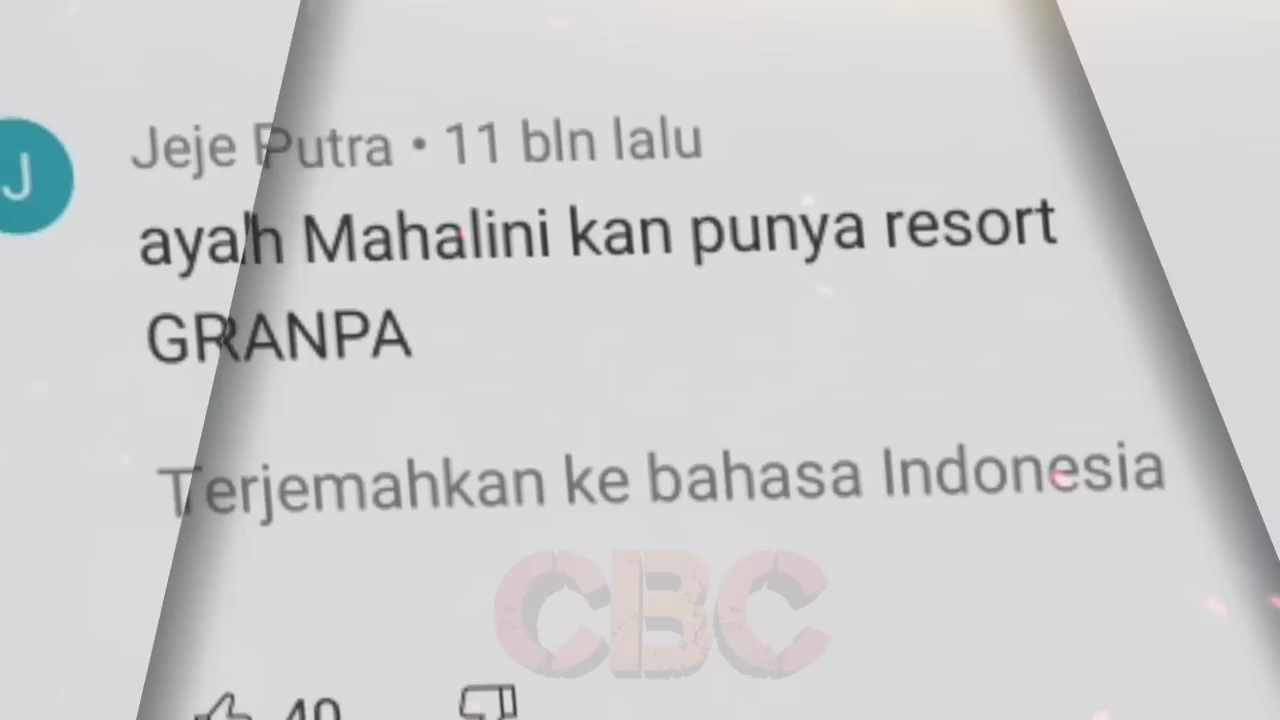 J
Jeje Putra • 11 bln lalu
ayah Mahalini kan punya resort
GRANPA
Terjemahkan ke bahasa Indonesia
CBC